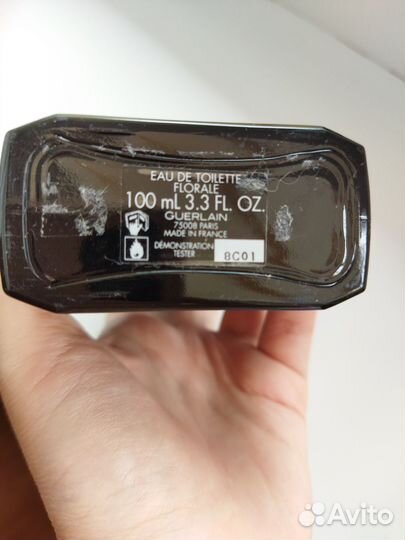 EAU DE TOILETTE
FLORALE
100 mL 3.3 FL. OZ.
GUERLAIN
75008 PARIS
MADE IN FRANCE
DÉMONSTRATION
TESTER
8C01
Avito